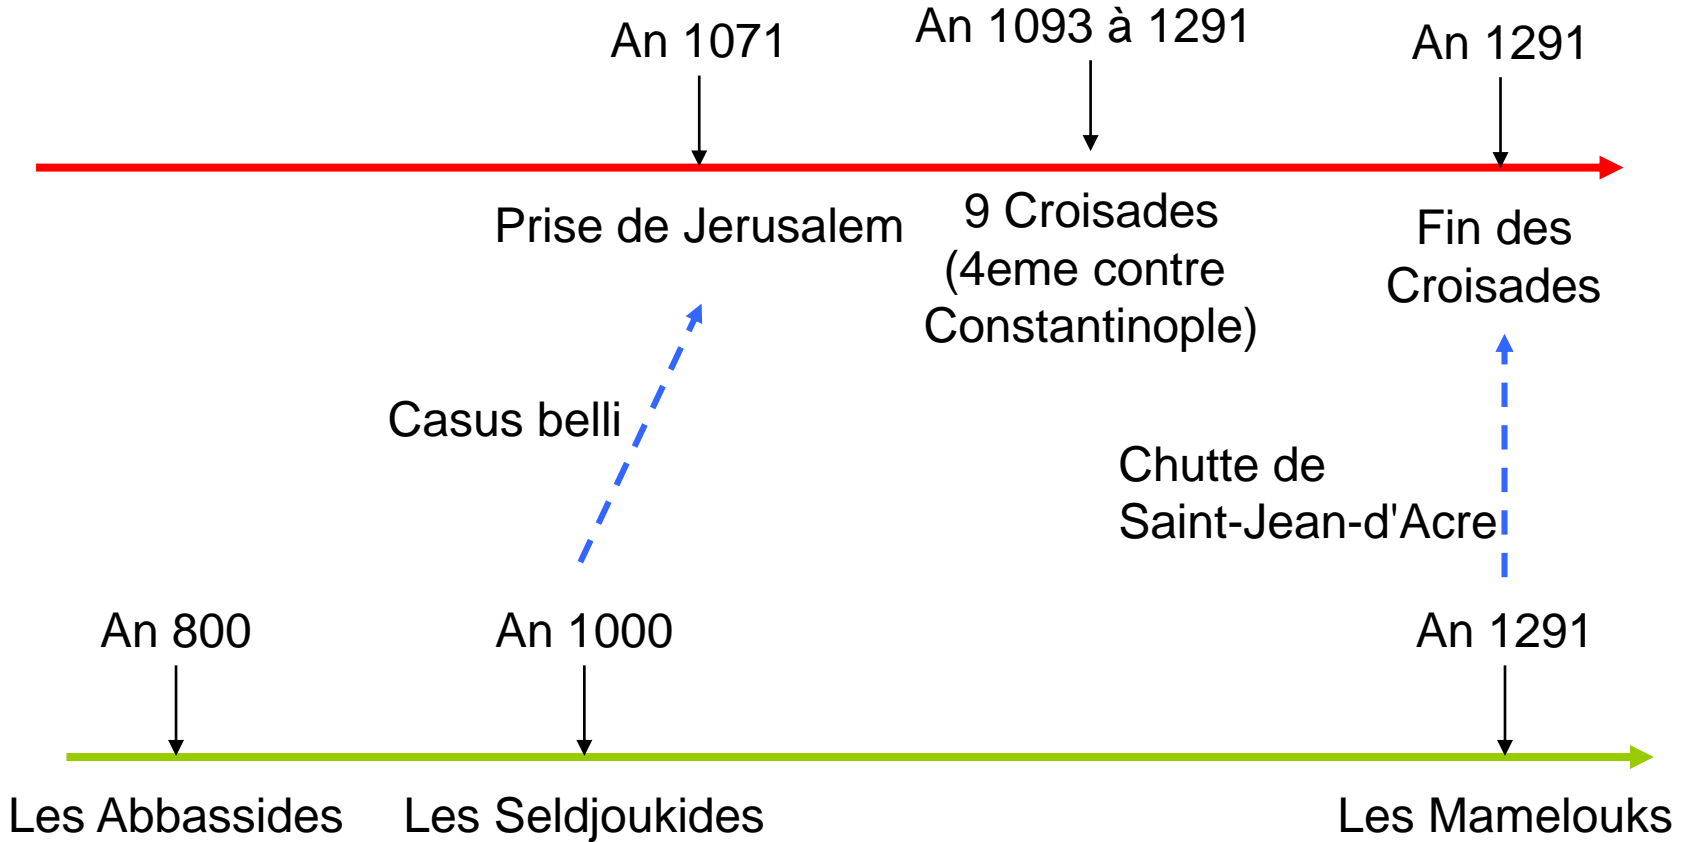 An 1071
An 1093 à 1291
An 1291
Prise de Jerusalem
9 Croisades
(4eme contre
Constantinople)
Fin des
Croisades
Casus belli
Chutte de
Saint-Jean-d'Acre
An 800
An 1000
An 1291
Les Abbassides
Les Seldjoukides
Les Mamelouks